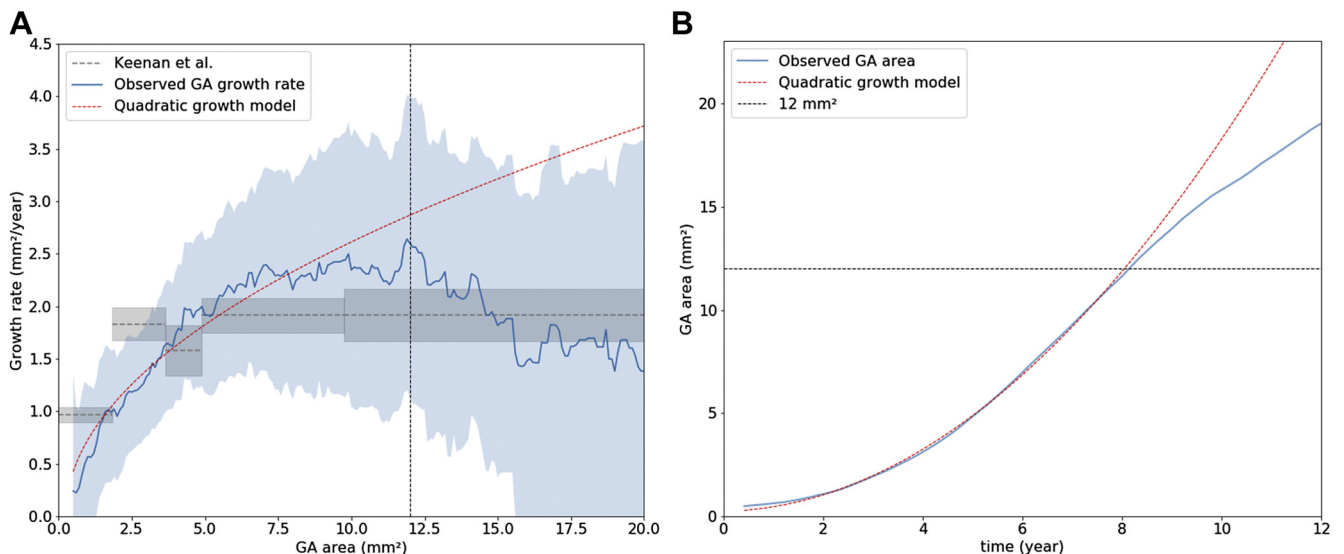 A
4.5
4.0
3.5
3.0
2.5
2.0
1.5
1.0
0.5
0.0
Growth rate (mm²/year)
Keenan et al.
Observed GA growth rate
Quadratic growth model
0.0 2.5 5.0 7.5 10.0 12.5 15.0 17.5 20.0
GA area (mm²)
B
20
15
10
5
0
GA area (mm²)
Observed GA area
Quadratic growth model
12 mm²
2 4 6 8 10 12
time (year)